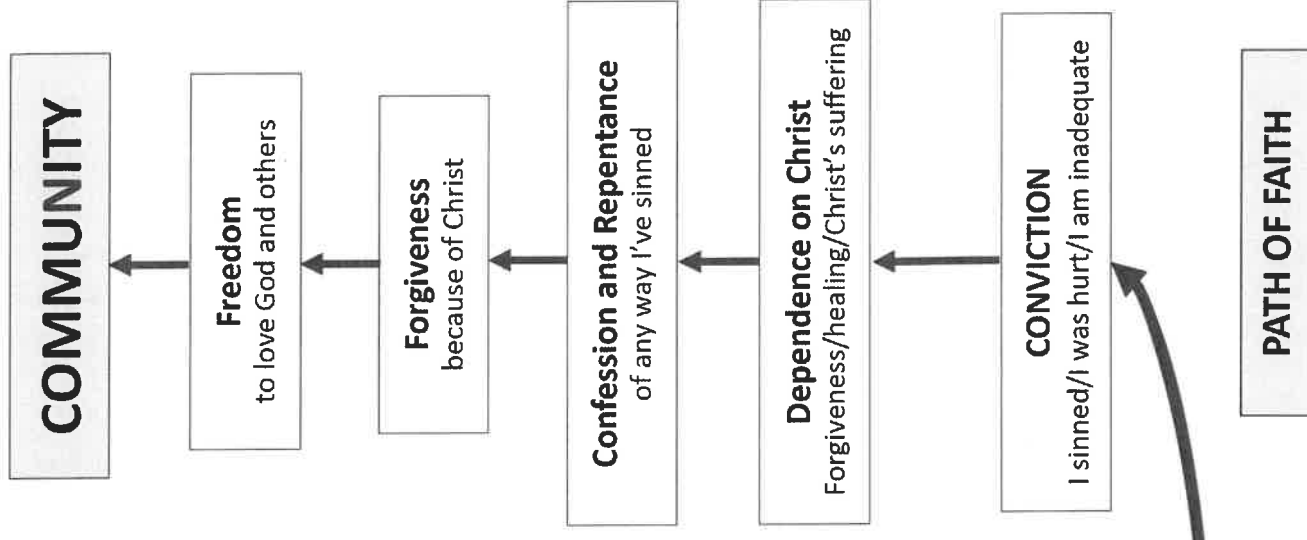 COMMUNITY
Freedom
to love God and others
Forgiveness
because of Christ
Confession and Repentance
of any way I've sinned
Dependence on Christ
Forgiveness/healing/Christ's suffering
CONVICTION
I sinned/I was hurt/I am inadequate
PATH OF FAITH